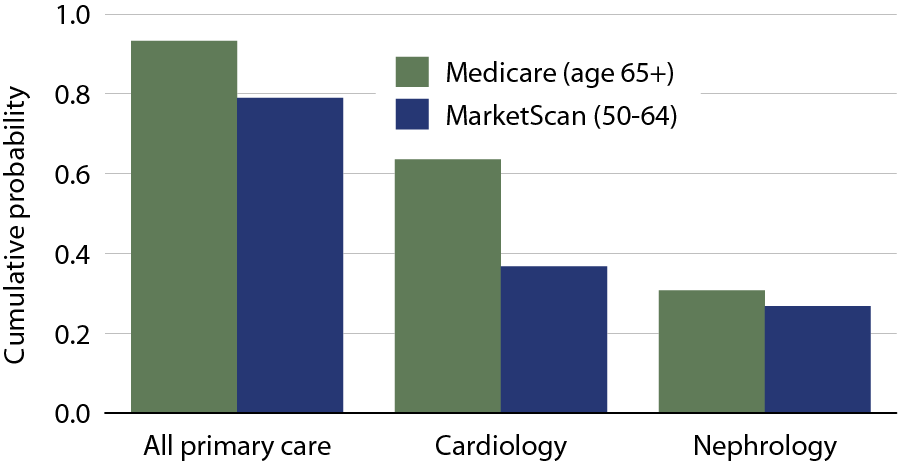 Cumulative probability
1.0
0.8
0.6
0.4
0.2
0.0
Medicare (age 65+)
MarketScan (50-64)
All primary care
Cardiology
Nephrology